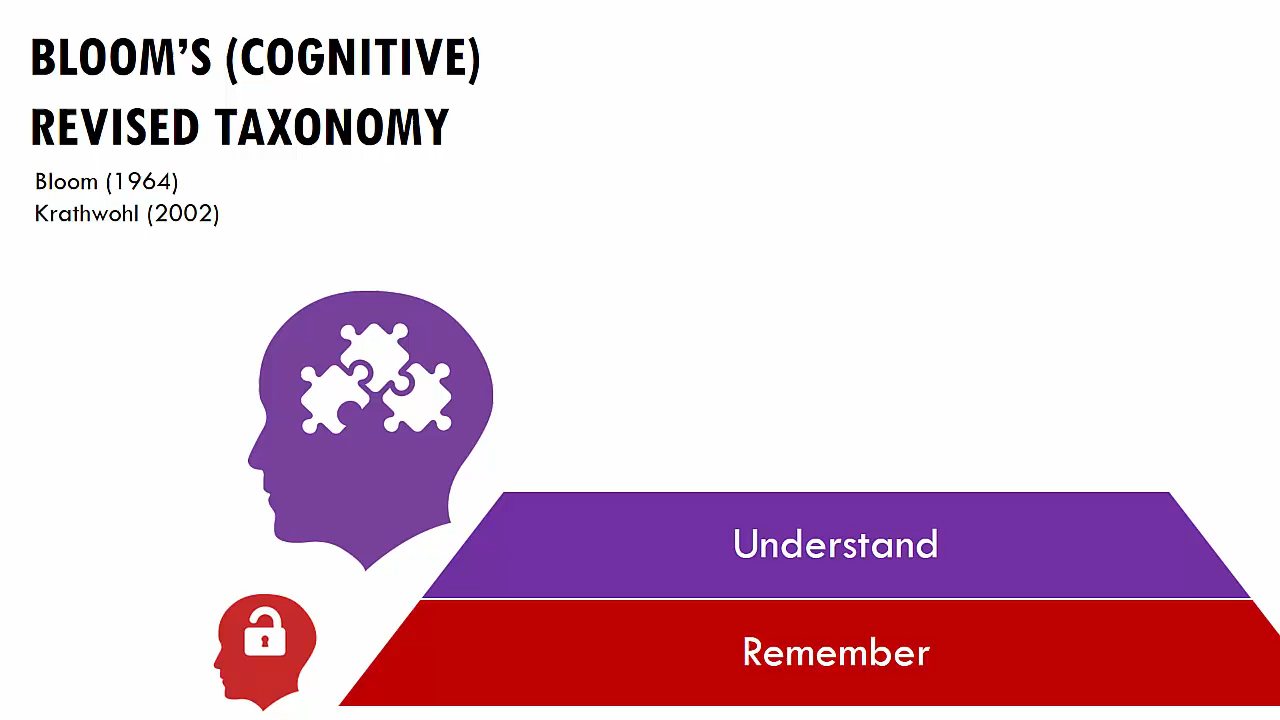 BLOOM’S (COGNITIVE)
REVISED TAXONOMY
Bloom (1964)
Krathwohl (2002)
Understand
Remember